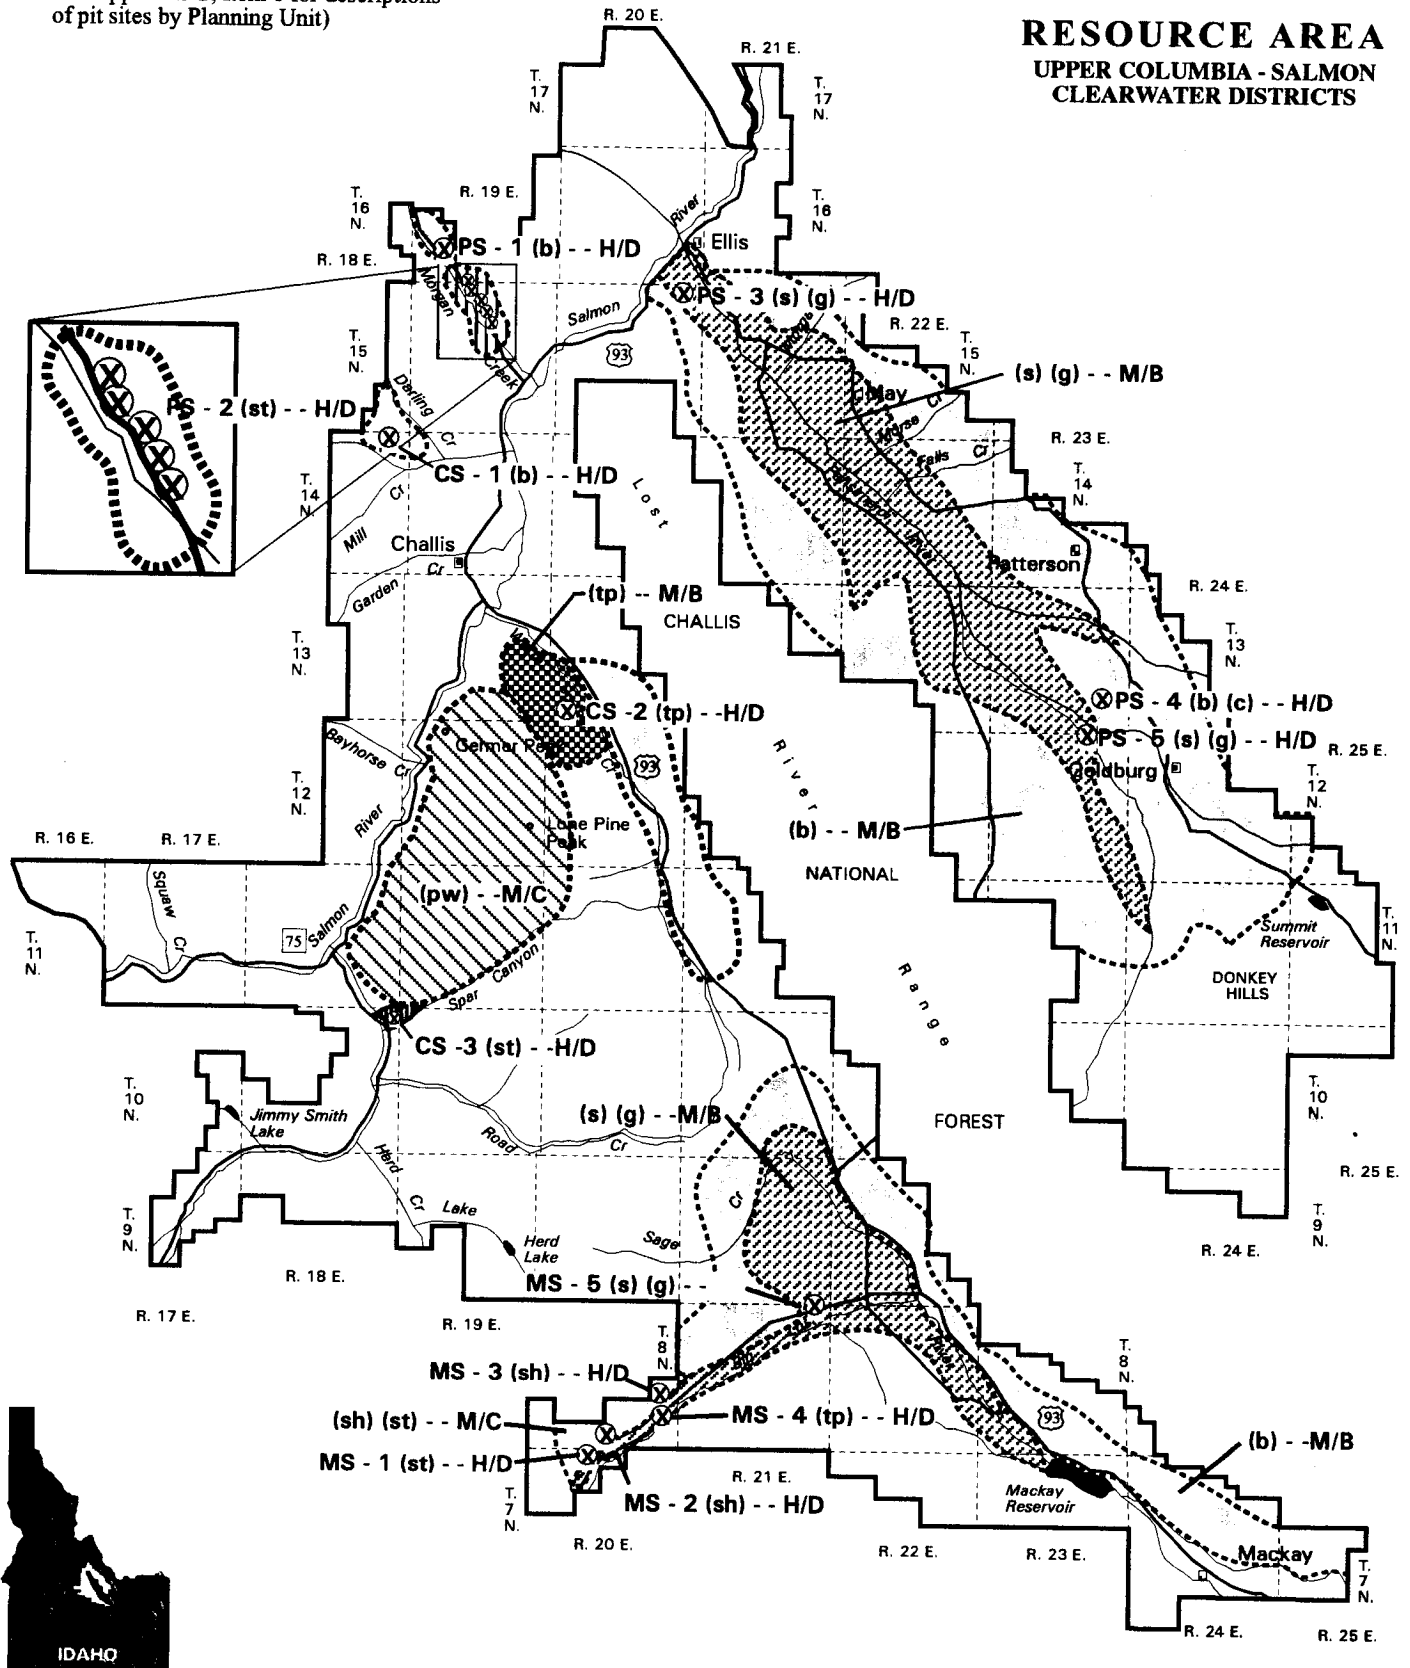 of pit sites by Planning Unit)
RESOURCE AREA
UPPER COLUMBIA - SALMON
CLEARWATER DISTRICTS
R. 20 E.
R. 21 E.
T. 17 N.
T. 17 N.
T. 16 N.
R. 19 E.
T. 16 N.
R. 18 E.
River
Ellis
PS - 1 (b) - - H/D
Morgan
Creek
PS - 3 (s) (g) - - H/D
Salmon
93
R. 22 E.
T. 15 N.
T. 15 N.
(s) (g) - - M/B
May
Morse
Cr
Falls
Cr
R. 23 E.
T. 14 N.
PS - 2 (st) - - H/D
Darling
Cr
CS - 1 (b) - - H/D
T. 14 N.
Cr
Mill
Lost
Challis
Cr
Garden
Patterson
R. 24 E.
(tp) -- M/B
CHALLIS
T. 13 N.
T. 13 N.
CS -2 (tp) - -H/D
PS - 4 (b) (c) - - H/D
PS - 5 (s) (g) - - H/D
R. 25 E.
Goldburg
T. 12 N.
Germer Peak
Bayhorse
Cr
Cr
93
River
T. 12 N.
River
Lone Pine
Peak
(b) - - M/B
NATIONAL
R. 16 E.
R. 17 E.
Squaw
Cr
(pw) - -M/C
75
Salmon
T. 11 N.
Spar Canyon
Range
Summit
Reservoir
T. 11 N.
DONKEY
HILLS
CS -3 (st) - -H/D
T. 10 N.
Jimmy Smith
Lake
(s) (g) - -M/B
FOREST
T. 10 N.
Road
Cr
Herd
Cr
R. 25 E.
T. 9 N.
Lake
Cr
Sage
Herd
Lake
T. 9 N.
R. 24 E.
R. 18 E.
MS - 5 (s) (g) - -
R. 17 E.
R. 19 E.
T. 8 N.
River
T. 8 N.
MS - 3 (sh) - - H/D
(sh) (st) - - M/C
MS - 4 (tp) - - H/D
93
(b) - -M/B
MS - 1 (st) - - H/D
R. 21 E.
MS - 2 (sh) - - H/D
T. 7 N.
Mackay
Reservoir
R. 20 E.
R. 22 E.
R. 23 E.
Mackay
T. 7 N.
R. 24 E.
R. 25 E.
IDAHO